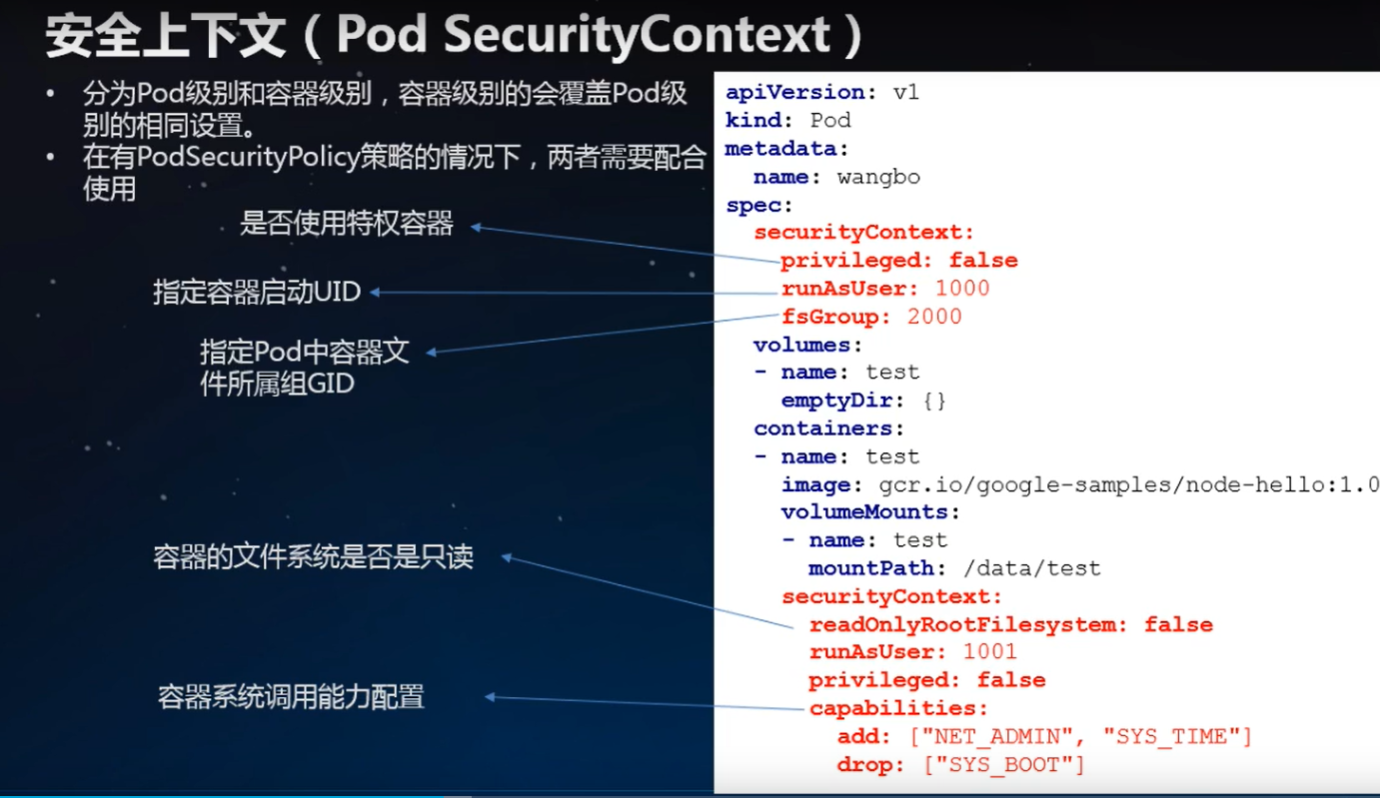 安全上下文（Pod SecurityContext）
• 分为Pod级别和容器级别，容器级别的会覆盖Pod级
别的相同设置。
• 在有PodSecurityPolicy策略的情况下，两者需要配合
使用
是否使用特权容器
指定容器启动UID
指定Pod中容器文
件所属组GID
容器的文件系统是否是只读
容器系统调用能力配置
apiVersion: v1
kind: Pod
metadata:
  name: wangbo
spec:
  securityContext:
    privileged: false
    runAsUser: 1000
    fsGroup: 2000
  volumes:
  - name: test
    emptyDir: {}
  containers:
  - name: test
    image: gcr.io/google-samples/node-hello:1.0
    volumeMounts:
    - name: test
      mountPath: /data/test
    securityContext:
      readOnlyRootFilesystem: false
      runAsUser: 1001
      privileged: false
      capabilities:
        add: ["NET_ADMIN", "SYS_TIME"]
        drop: ["SYS_BOOT"]